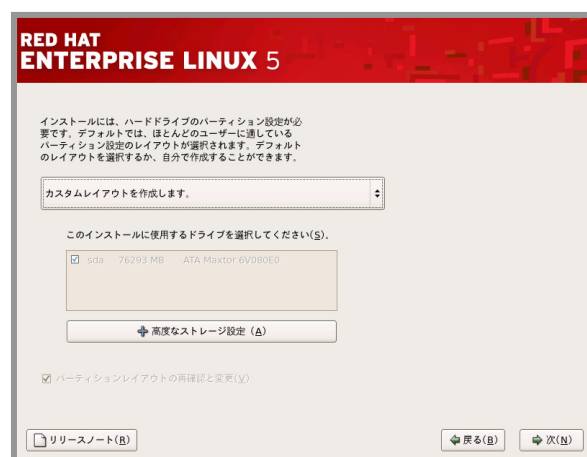 RED HAT
ENTERPRISE LINUX 5
インストールには、ハードドライブのパーティション設定が必
要です。デフォルトでは、ほとんどのユーザーに適している
パーティション設定のレイアウトが選択されます。デフォルト
のレイアウトを選択するか、自分で作成することができます。
カスタムレイアウトを作成します。
このインストールに使用するドライブを選択してください(S).
sda 76293 MB ATA Maxtor 6V080E0
高度なストレージ設定 (A)
パーティションレイアウトの再確認と変更(V)
リリースノート(R)
戻る(B)
次(N)